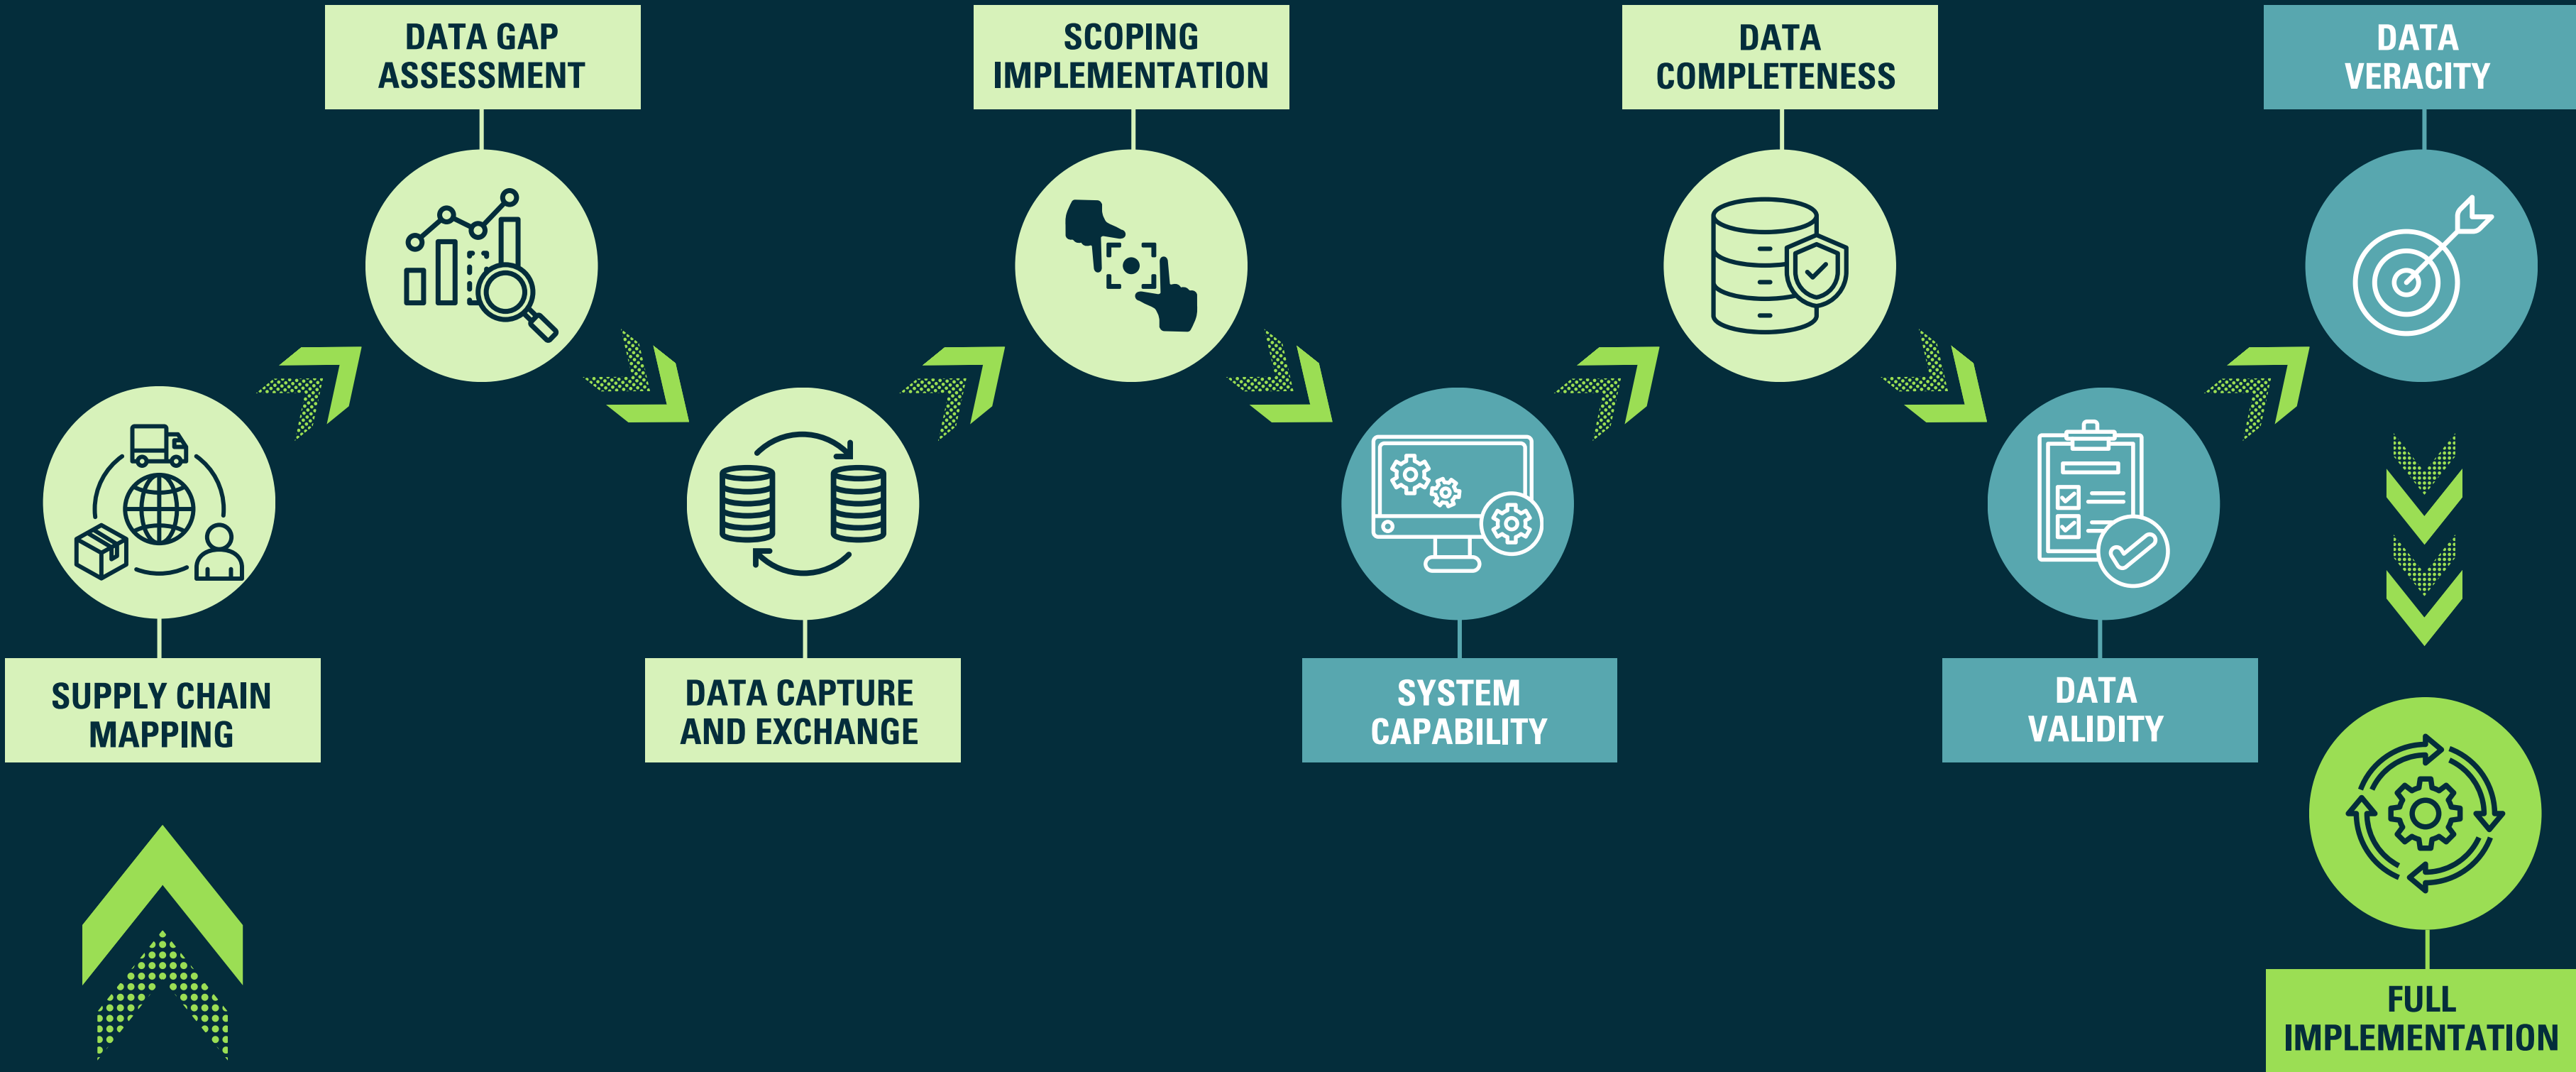 DATA GAP
ASSESSMENT
SCOPING
IMPLEMENTATION
DATA
COMPLETENESS
DATA
VERACITY
SUPPLY CHAIN
MAPPING
DATA CAPTURE
AND EXCHANGE
SYSTEM
CAPABILITY
DATA
VALIDITY
FULL
IMPLEMENTATION